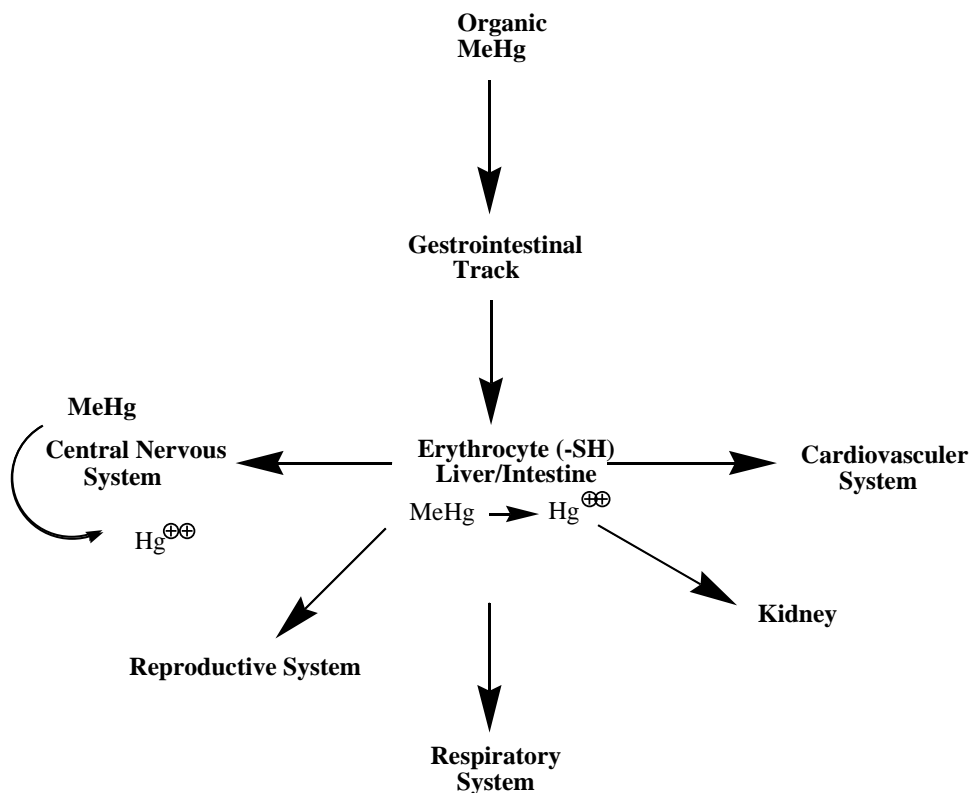 Organic
MeHg
Gestrointestinal
Track
MeHg
Central Nervous
System
Hg⊕⊕
Erythrocyte (-SH)
Liver/Intestine
MeHg
Hg⊕⊕
Cardiovasculer
System
Kidney
Reproductive System
Respiratory
System